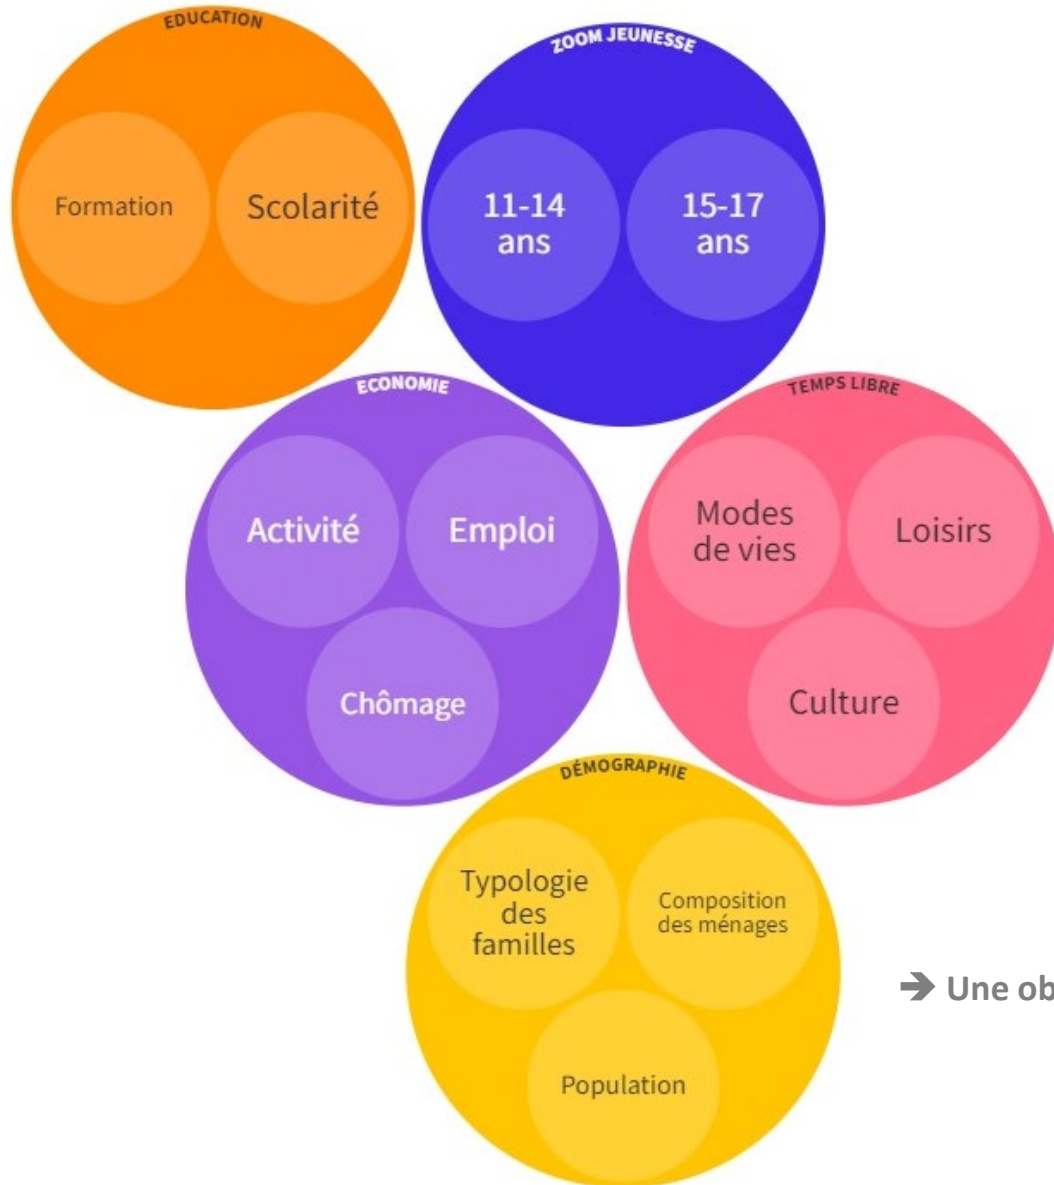 EDUCATION
Formation
Scolarité
ZOOM JEUNESSE
11-14
ans
15-17
ans
ECONOMIE
Activité
Emploi
Chômage
TEMPS LIBRE
Modes
de vies
Loisirs
Culture
DÉMOGRAPHIE
Typologie
des
familles
Composition
des ménages
Population
➔ Une